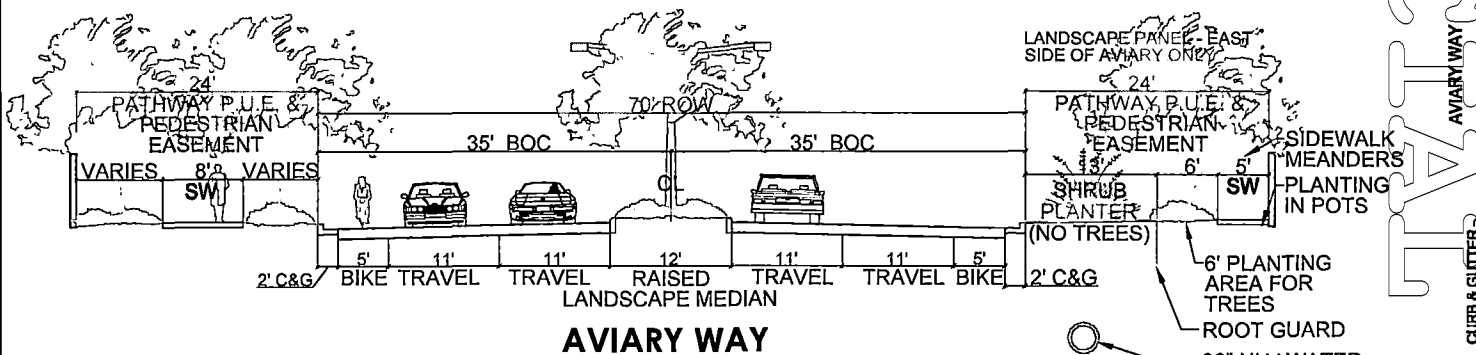 LANDSCAPE PANEL - EAST
SIDE OF AVIARY ONLY
24'
PATHWAY P.U.E. &
PEDESTRIAN
EASEMENT
70' ROW
24'
PATHWAY, P.U.E. &
PEDESTRIAN
EASEMENT
35' BOC
35' BOC
VARIES
8'
VARIES
SW
CL
SHRUB
PLANTER
(NO TREES)
6'
5'
SW
SIDEWALK
MEANDERS
PLANTING
IN POTS
5'
11'
11'
12'
11'
11'
5'
2' C&G
BIKE
TRAVEL
TRAVEL
RAISED
LANDSCAPE MEDIAN
TRAVEL
TRAVEL
BIKE
2' C&G
6' PLANTING
AREA FOR
TREES
ROOT GUARD
AVIARY WAY
AVIARY WAY